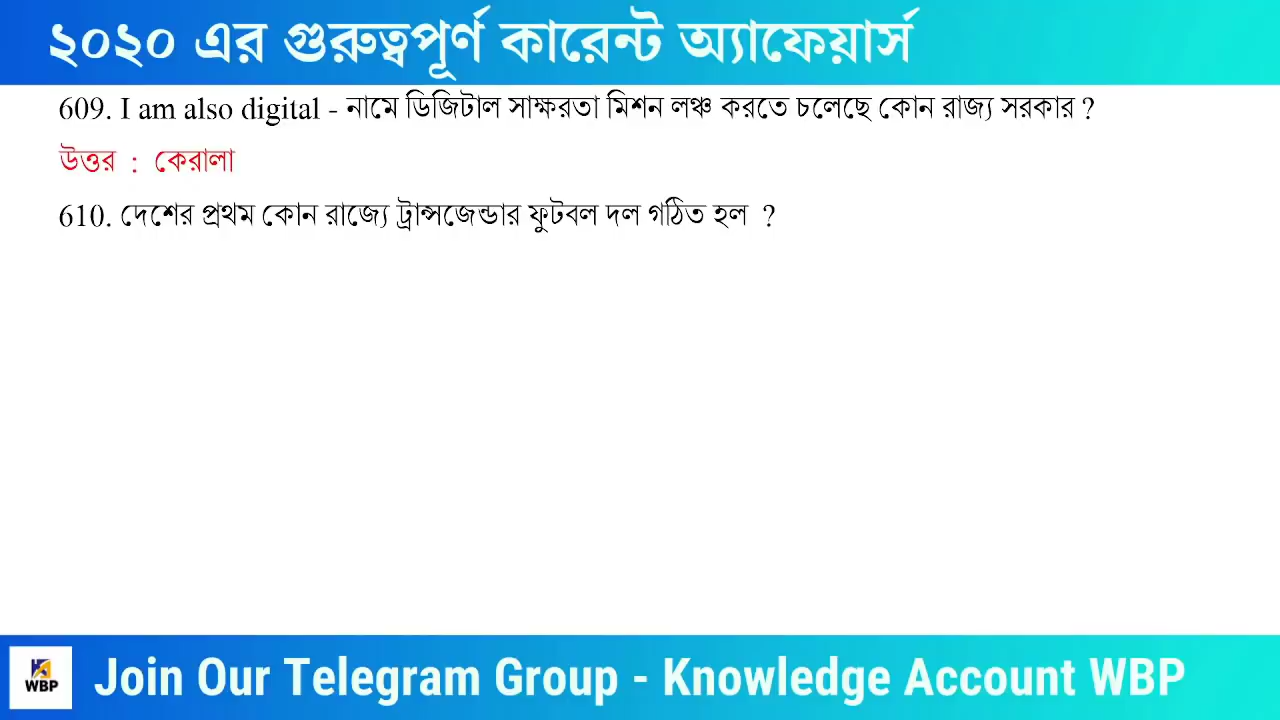 ২০২০ এর গুরুত্বপূর্ণ কারেন্ট অ্যাফেয়ার্স
609. I am also digital - নামে ডিজিটাল সাক্ষরতা মিশন লঞ্চ করতে চলেছে কোন রাজ্য সরকার ?
উত্তর : কেরালা
610. দেশের প্রথম কোন রাজ্যে ট্রান্সজেন্ডার ফুটবল দল গঠিত হল ?
WBP
Join Our Telegram Group - Knowledge Account WBP